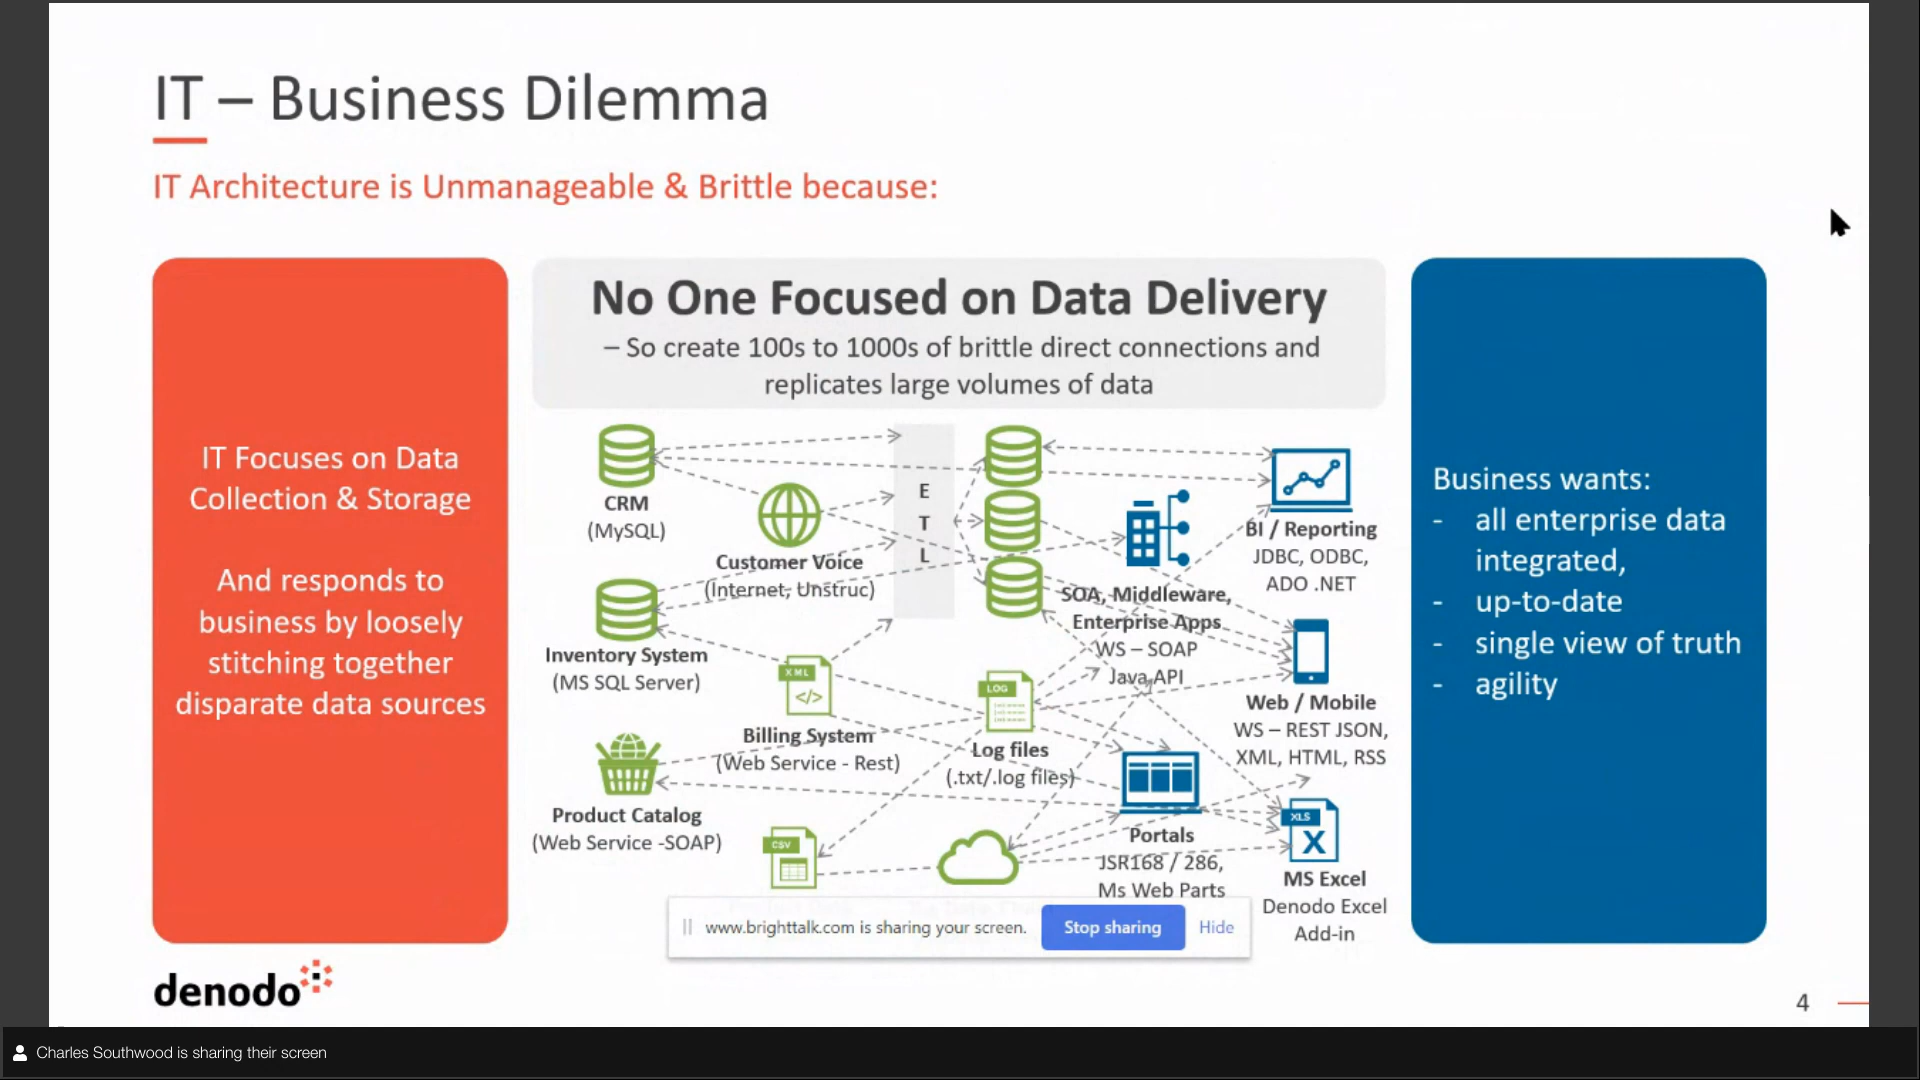 IT – Business Dilemma
IT Architecture is Unmanageable & Brittle because:
IT Focuses on Data
Collection & Storage
And responds to
business by loosely
stitching together
disparate data sources
No One Focused on Data Delivery
– So create 100s to 1000s of brittle direct connections and
replicates large volumes of data
CRM
(MySQL)
Customer Voice
(Internet, Unstruc)
Inventory System
(MS SQL Server)
XML
</>
Billing System
(Web Service - Rest)
Product Catalog
(Web Service -SOAP)
CSV
E
T
L
LOG
Log files
(.txt/.log files)
SOA, Middleware,
Enterprise Apps
WS – SOAP
Java API
Portals
JSR168 / 286,
Ms Web Parts
BI / Reporting
JDBC, ODBC,
ADO .NET
Web / Mobile
WS – REST JSON,
XML, HTML, RSS
XLS
X
MS Excel
Denodo Excel
Add-in
Business wants:
- all enterprise data
integrated,
- up-to-date
- single view of truth
- agility
www.brighttalk.com is sharing your screen.
Stop sharing
Hide
denodo
4
Charles Southwood is sharing their screen